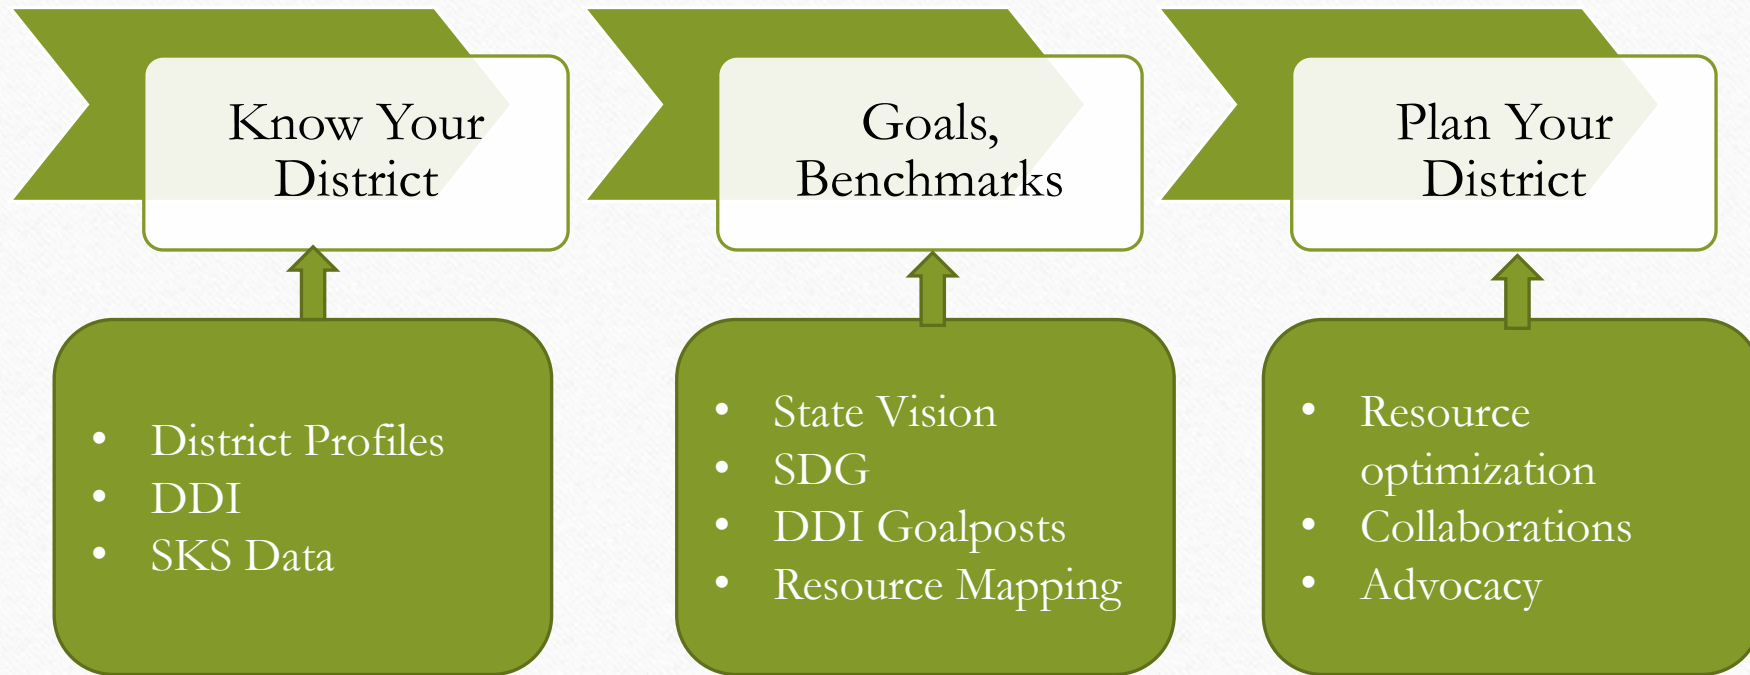 Know Your
District
Goals,
Benchmarks
Plan Your
District
• District Profiles
• DDI
• SKS Data
• State Vision
• SDG
• DDI Goalposts
• Resource Mapping
• Resource
optimization
• Collaborations
• Advocacy